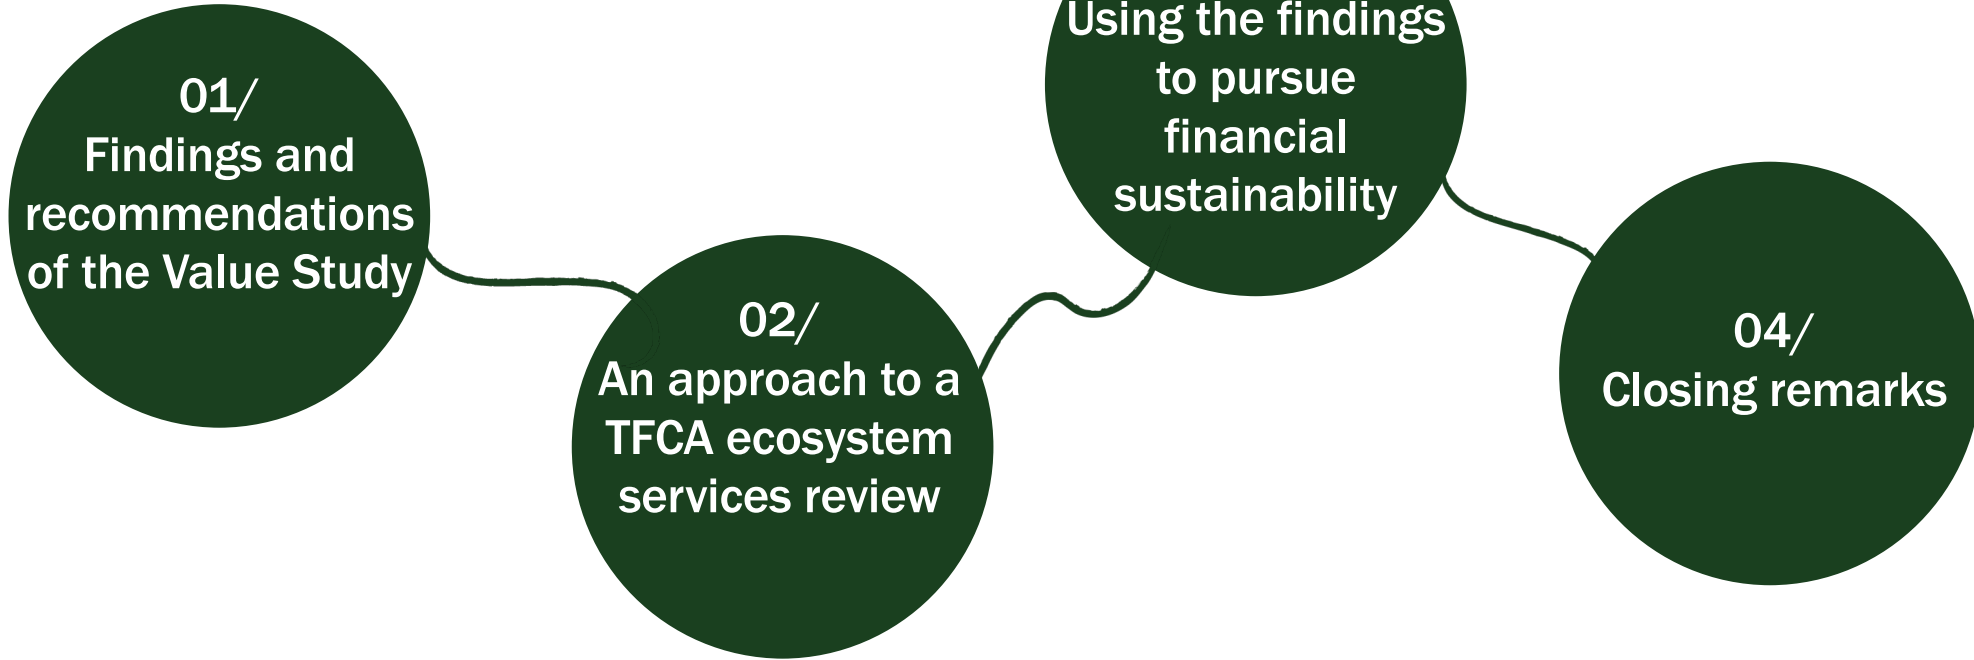 01/
Findings and
recommendations
of the Value Study
02/
An approach to a
TFCA ecosystem
services review
Using the findings
to pursue
financial
sustainability
04/
Closing remarks